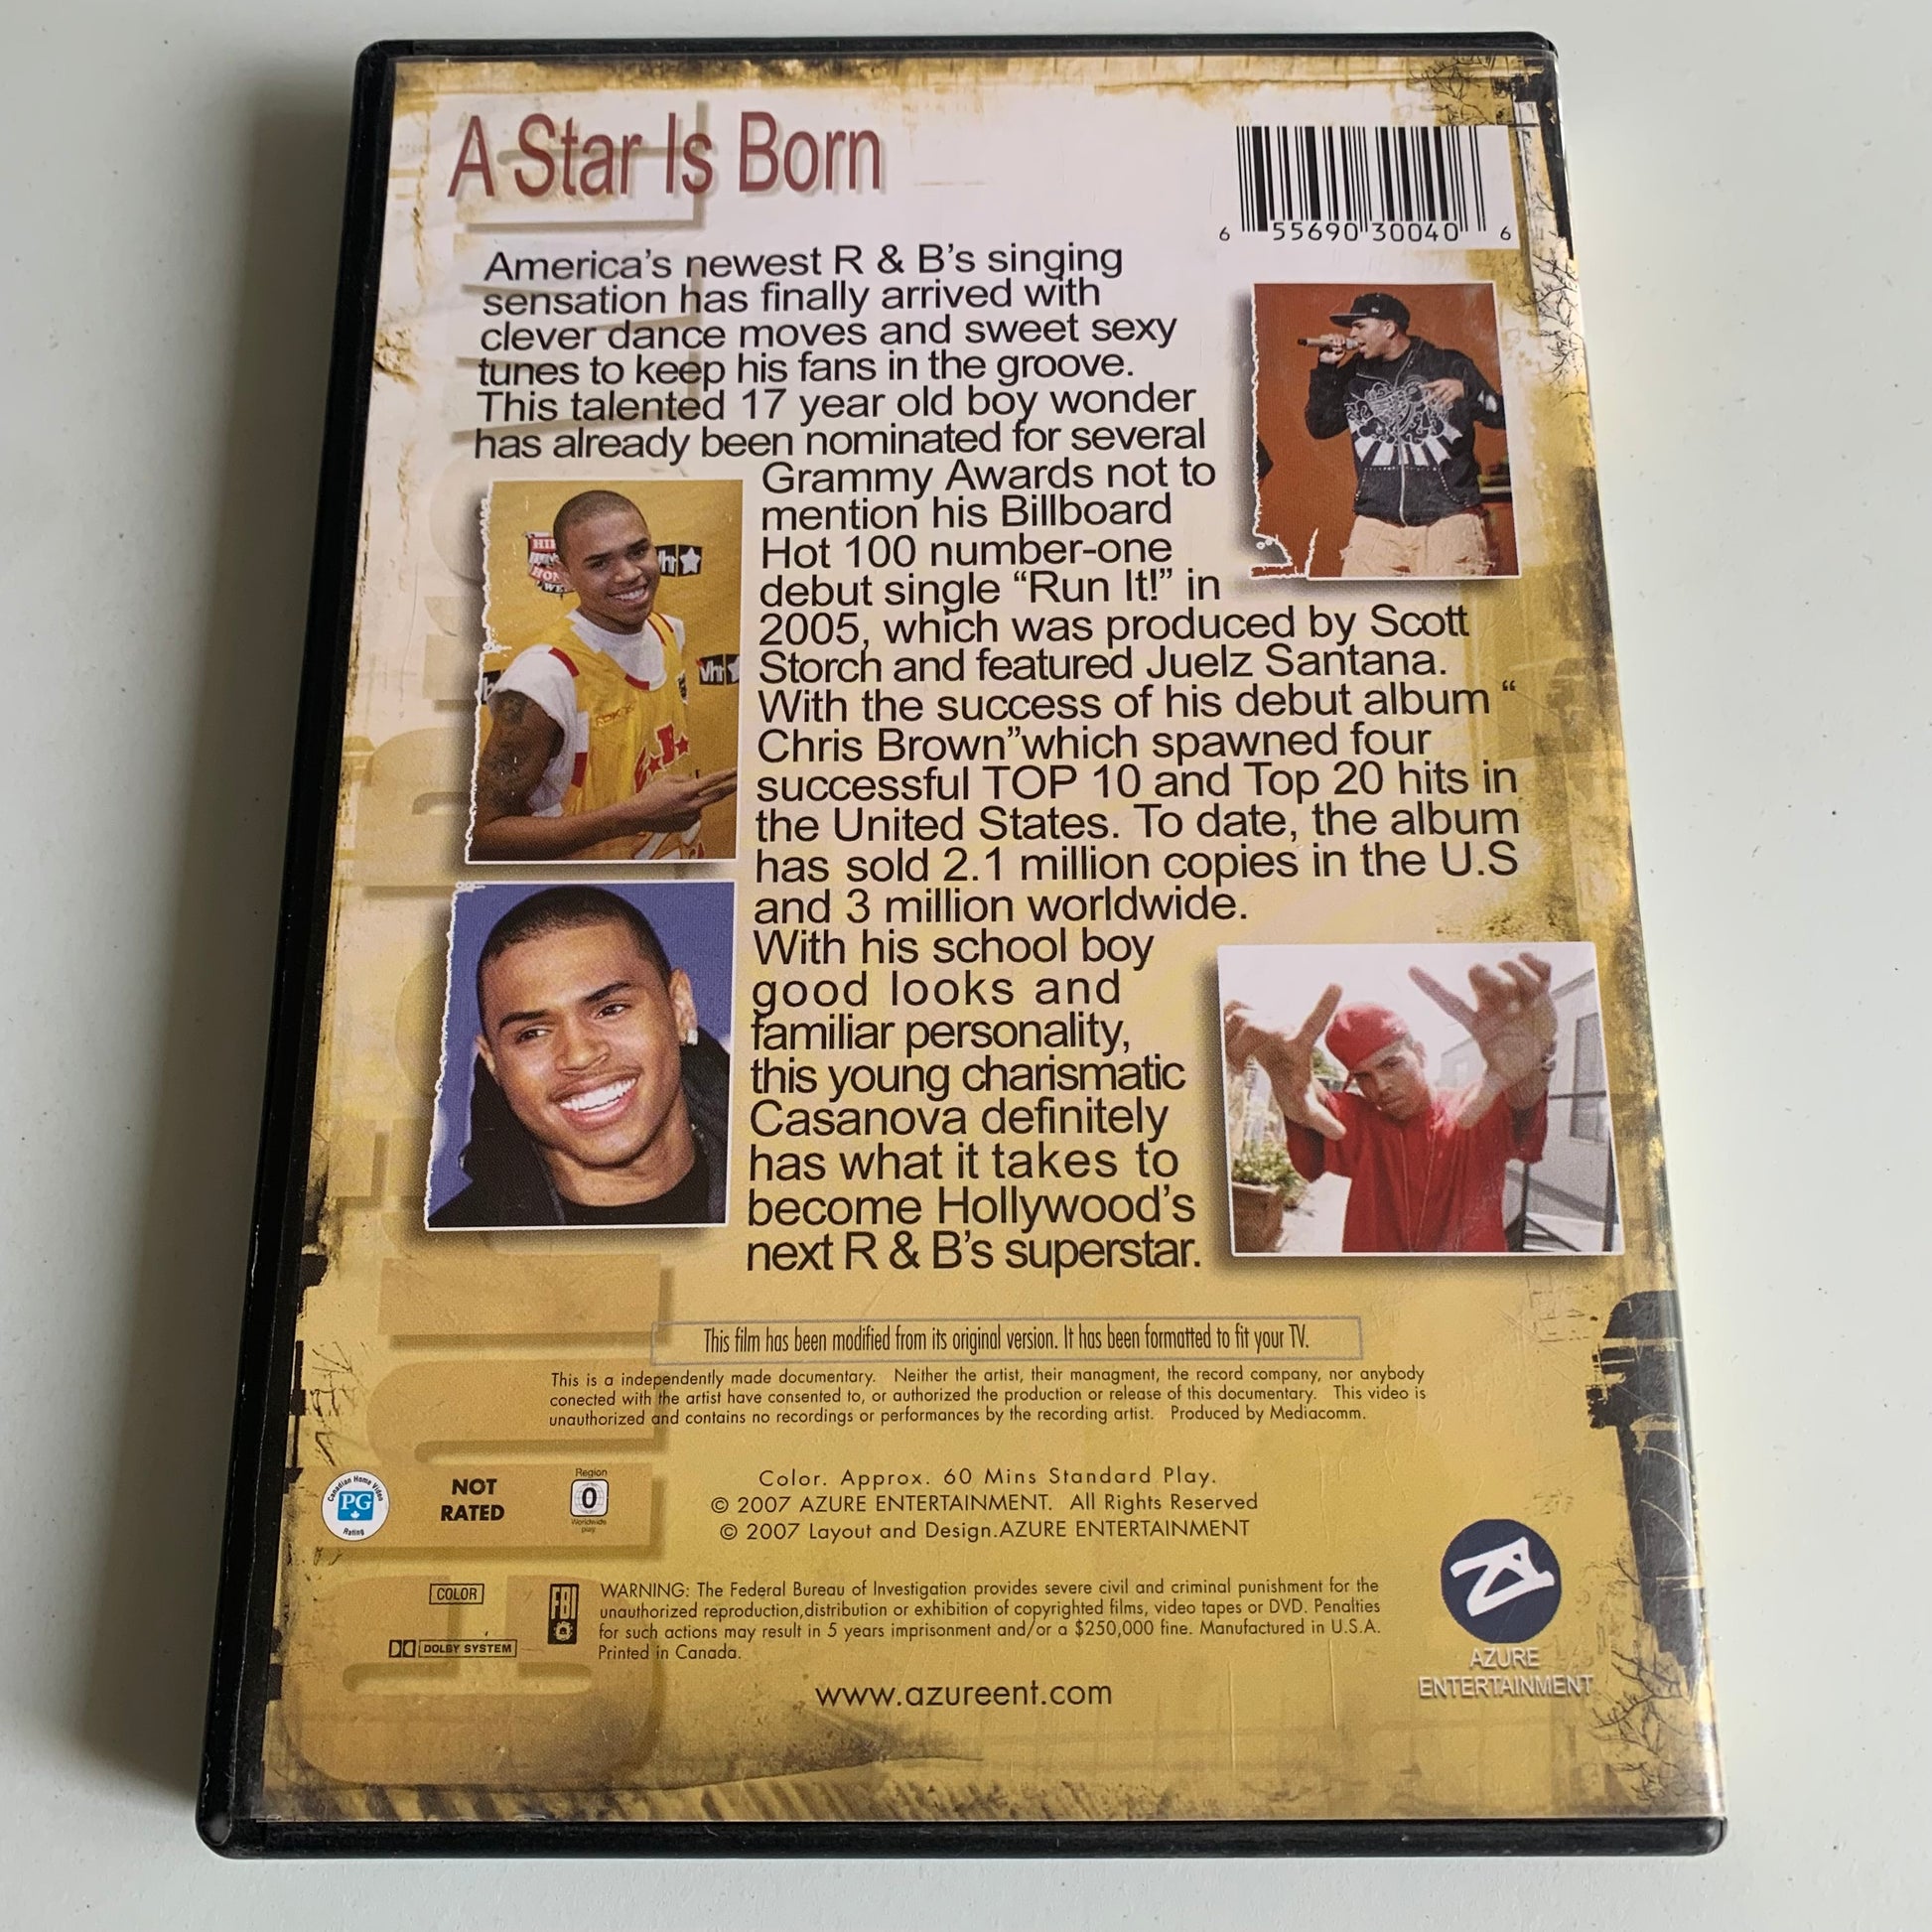 A Star Is Born
6 55690 30040 6
America's newest R & B's singing
sensation has finally arrived with
clever dance moves and sweet sexy
tunes to keep his fans in the groove.
This talented 17 year old boy wonder
has already been nominated for several
Grammy Awards not to
mention his Billboard
Hot 100 number-one
debut single “Run It!” in
2005, which was produced by Scott
Storch and featured Juelz Santana.
With the success of his debut album “
Chris Brown”which spawned four
successful TOP 10 and Top 20 hits in
the United States. To date, the album
has sold 2.1 million copies in the U.S
and 3 million worldwide.
With his school boy
good looks and
familiar personality,
this young charismatic
Casanova definitely
has what it takes to
become Hollywood's
next R & B's superstar.
This film has been modified from its original version. It has been formatted to fit your TV.
This is a independently made documentary. Neither the artist, their managment, the record company, nor anybody
conected with the artist have consented to, or authorized the production or release of this documentary. This video is
unauthorized and contains no recordings or performances by the recording artist. Produced by Mediacomm.
Canadian Home Video
PG
Rating
NOT
RATED
Region
0
Worldwide
play
Color. Approx. 60 Mins Standard Play.
© 2007 AZURE ENTERTAINMENT. All Rights Reserved
© 2007 Layout and Design.AZURE ENTERTAINMENT
COLOR
DOLBY SYSTEM
FBI
WARNING: The Federal Bureau of Investigation provides severe civil and criminal punishment for the
unauthorized reproduction,distribution or exhibition of copyrighted films, video tapes or DVD. Penalties
for such actions may result in 5 years imprisonment and/or a $250,000 fine. Manufactured in U.S.A.
Printed in Canada.
AZURE
ENTERTAINMENT
www.azureent.com